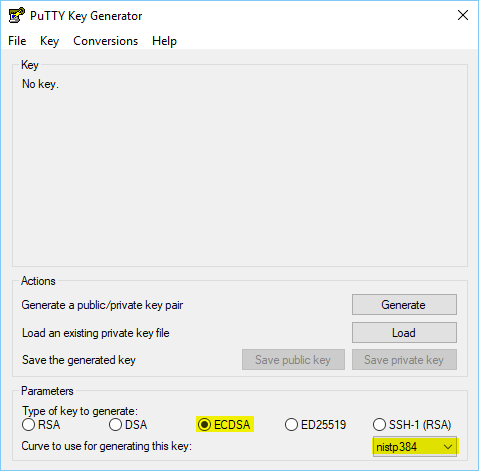 PuTTY Key Generator
File Key Conversions Help
Key
No key.
Actions
Generate a public/private key pair Generate
Load an existing private key file Load
Save the generated key Save public key Save private key
Parameters
Type of key to generate:
RSA DSA ECDSA ED25519 SSH-1 (RSA)
Curve to use for generating this key: nistp384